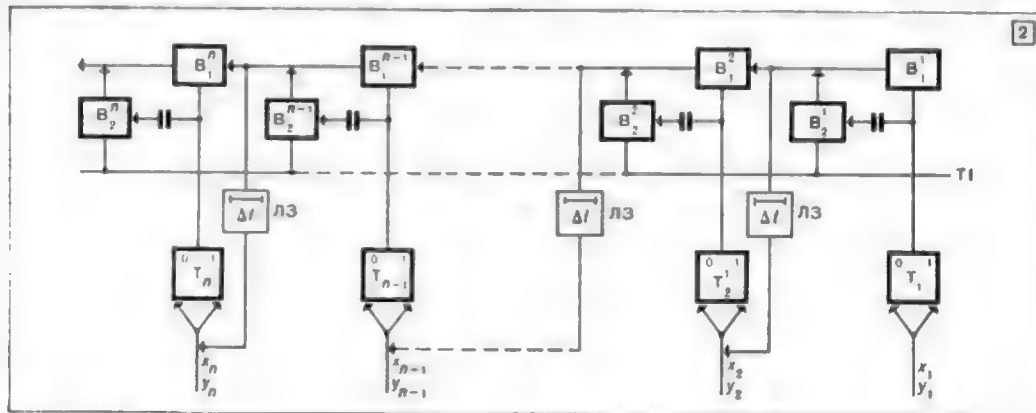 2
B₁ⁿ B₁ⁿ⁻¹ B₁² B₁¹
B₂ⁿ B₂ⁿ⁻¹ B₂² B₂¹
T1
Δt ЛЗ Δt Δt ЛЗ
0 1 0 1 0 1 0 1
Tₙ Tₙ₋₁ T₂¹ T₁
xₙ xₙ₋₁ x₂ x₁
yₙ yₙ₋₁ y₂ y₁